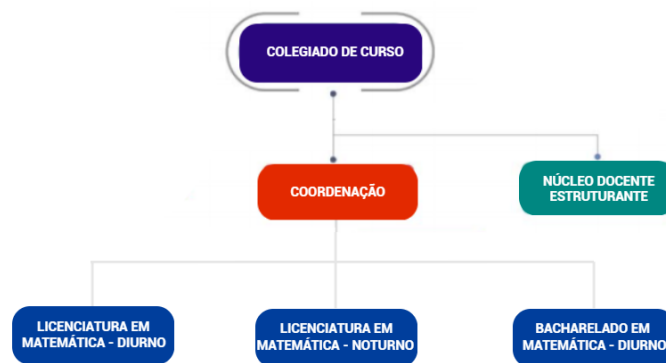 COLEGIADO DE CURSO
COORDENAÇÃO
NÚCLEO DOCENTE
ESTRUTURANTE
LICENCIATURA EM
MATEMÁTICA - DIURNO
LICENCIATURA EM
MATEMÁTICA - NOTURNO
BACHARELADO EM
MATEMÁTICA - DIURNO